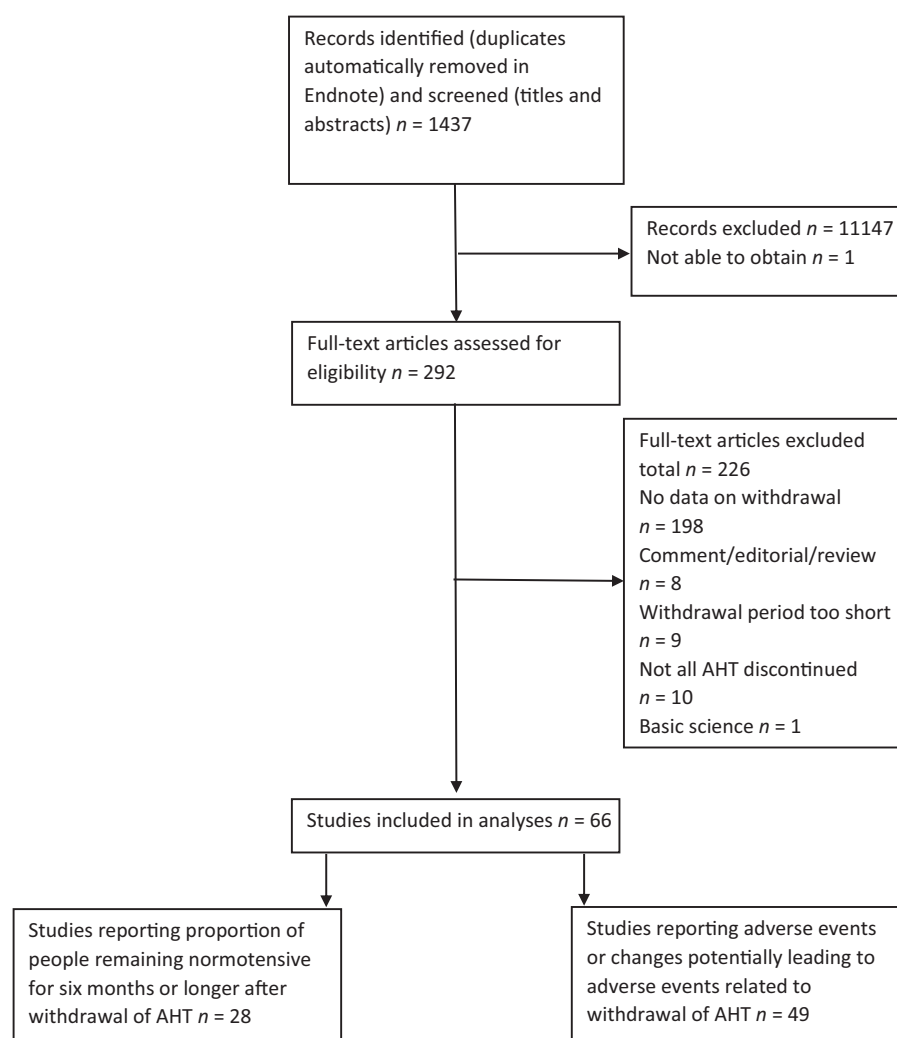 Records identified (duplicates
automatically removed in
Endnote) and screened (titles and
abstracts) n = 1437
Records excluded n = 11147
Not able to obtain n = 1
Full-text articles assessed for
eligibility n = 292
Full-text articles excluded
total n = 226
No data on withdrawal
n = 198
Comment/editorial/review
n = 8
Withdrawal period too short
n = 9
Not all AHT discontinued
n = 10
Basic science n = 1
Studies included in analyses n = 66
Studies reporting proportion of
people remaining normotensive
for six months or longer after
withdrawal of AHT n = 28
Studies reporting adverse events
or changes potentially leading to
adverse events related to
withdrawal of AHT n = 49